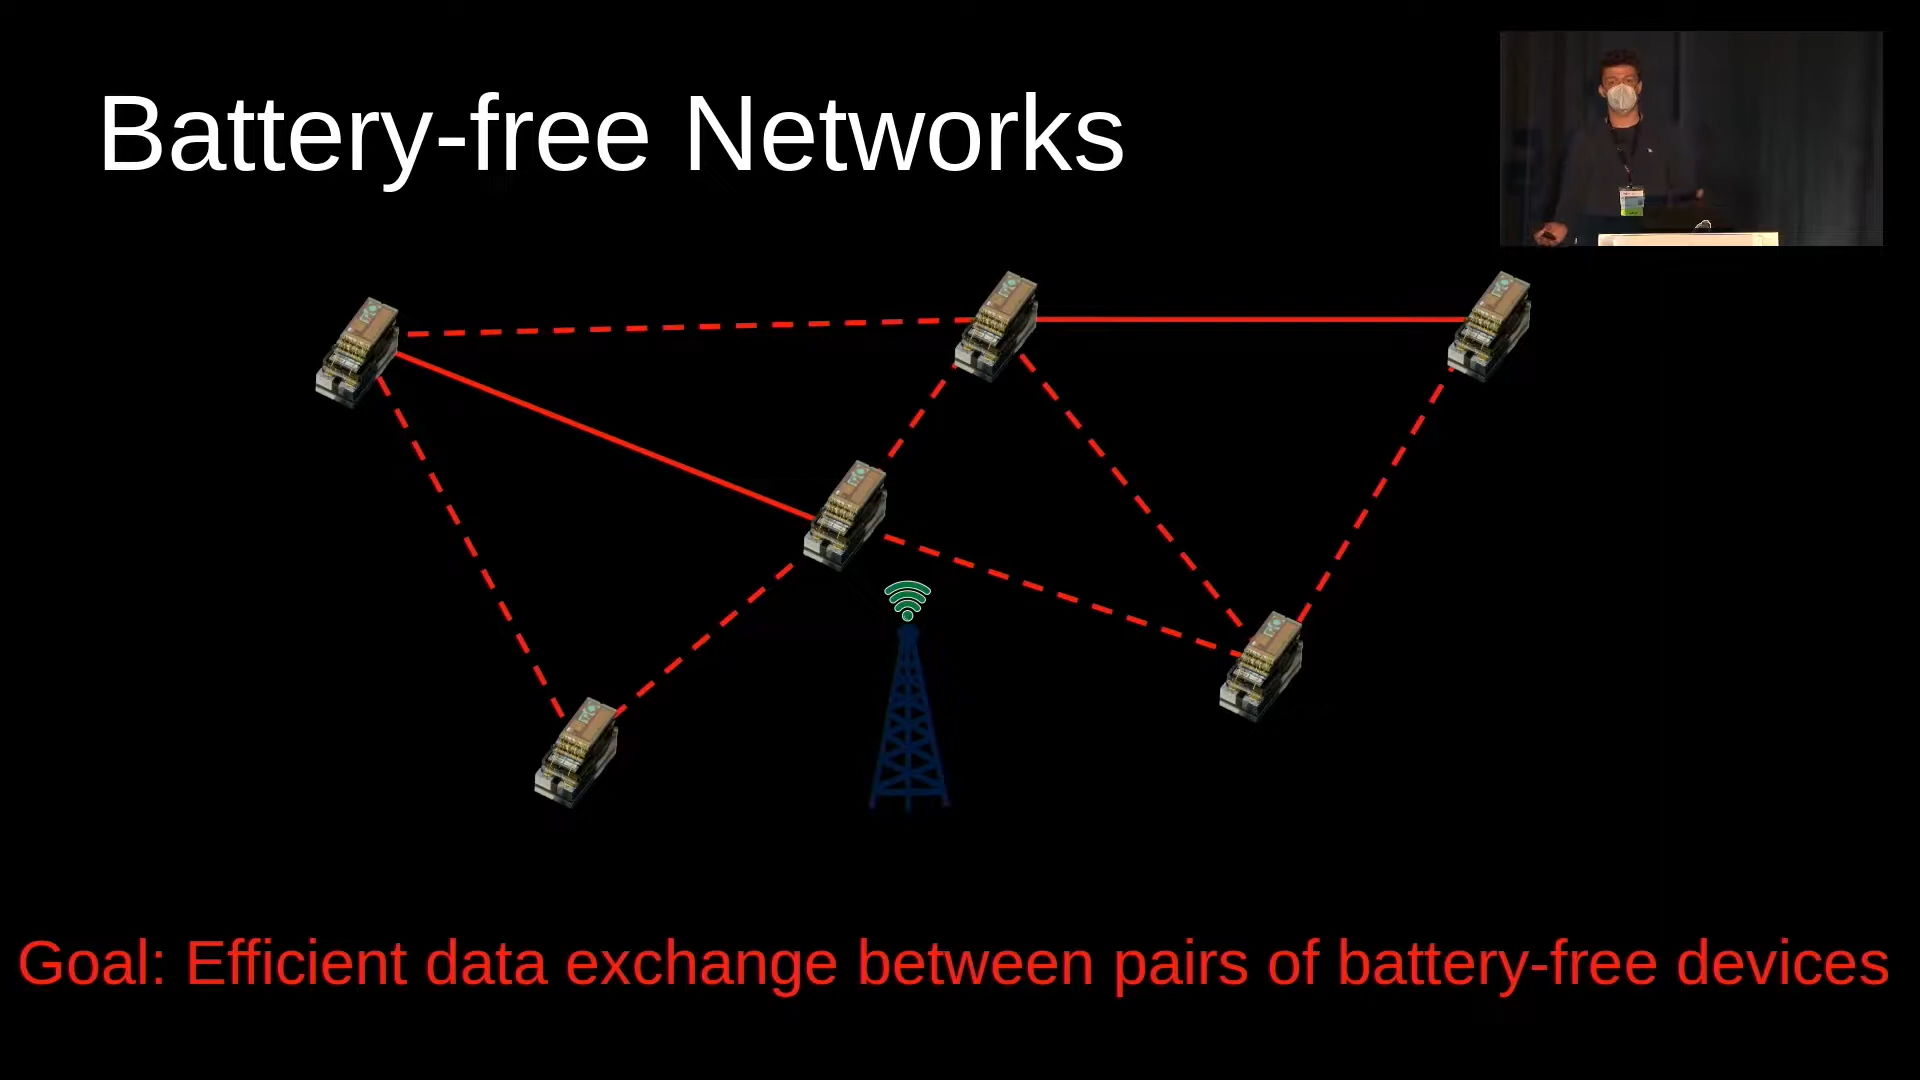 Battery-free Networks
Goal: Efficient data exchange between pairs of battery-free devices